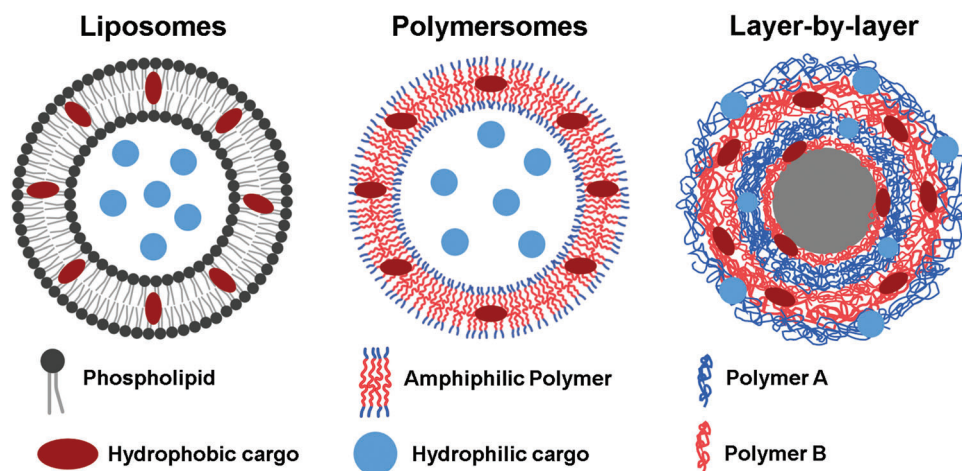 Liposomes
Polymersomes
Layer-by-layer
Phospholipid
Amphiphilic Polymer
Polymer A
Hydrophobic cargo
Hydrophilic cargo
Polymer B